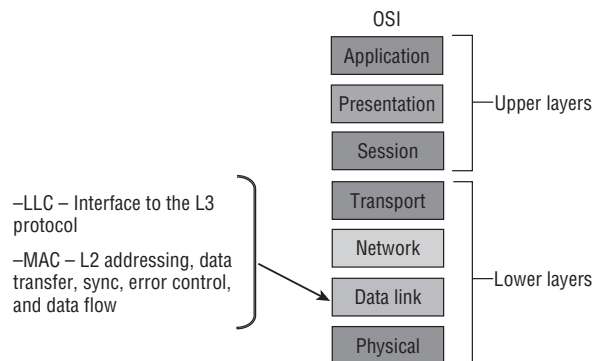 OSI
Application
Presentation
Session
Upper layers
Transport
Network
Data link
Physical
Lower layers
–LLC – Interface to the L3
protocol
–MAC – L2 addressing, data
transfer, sync, error control,
and data flow